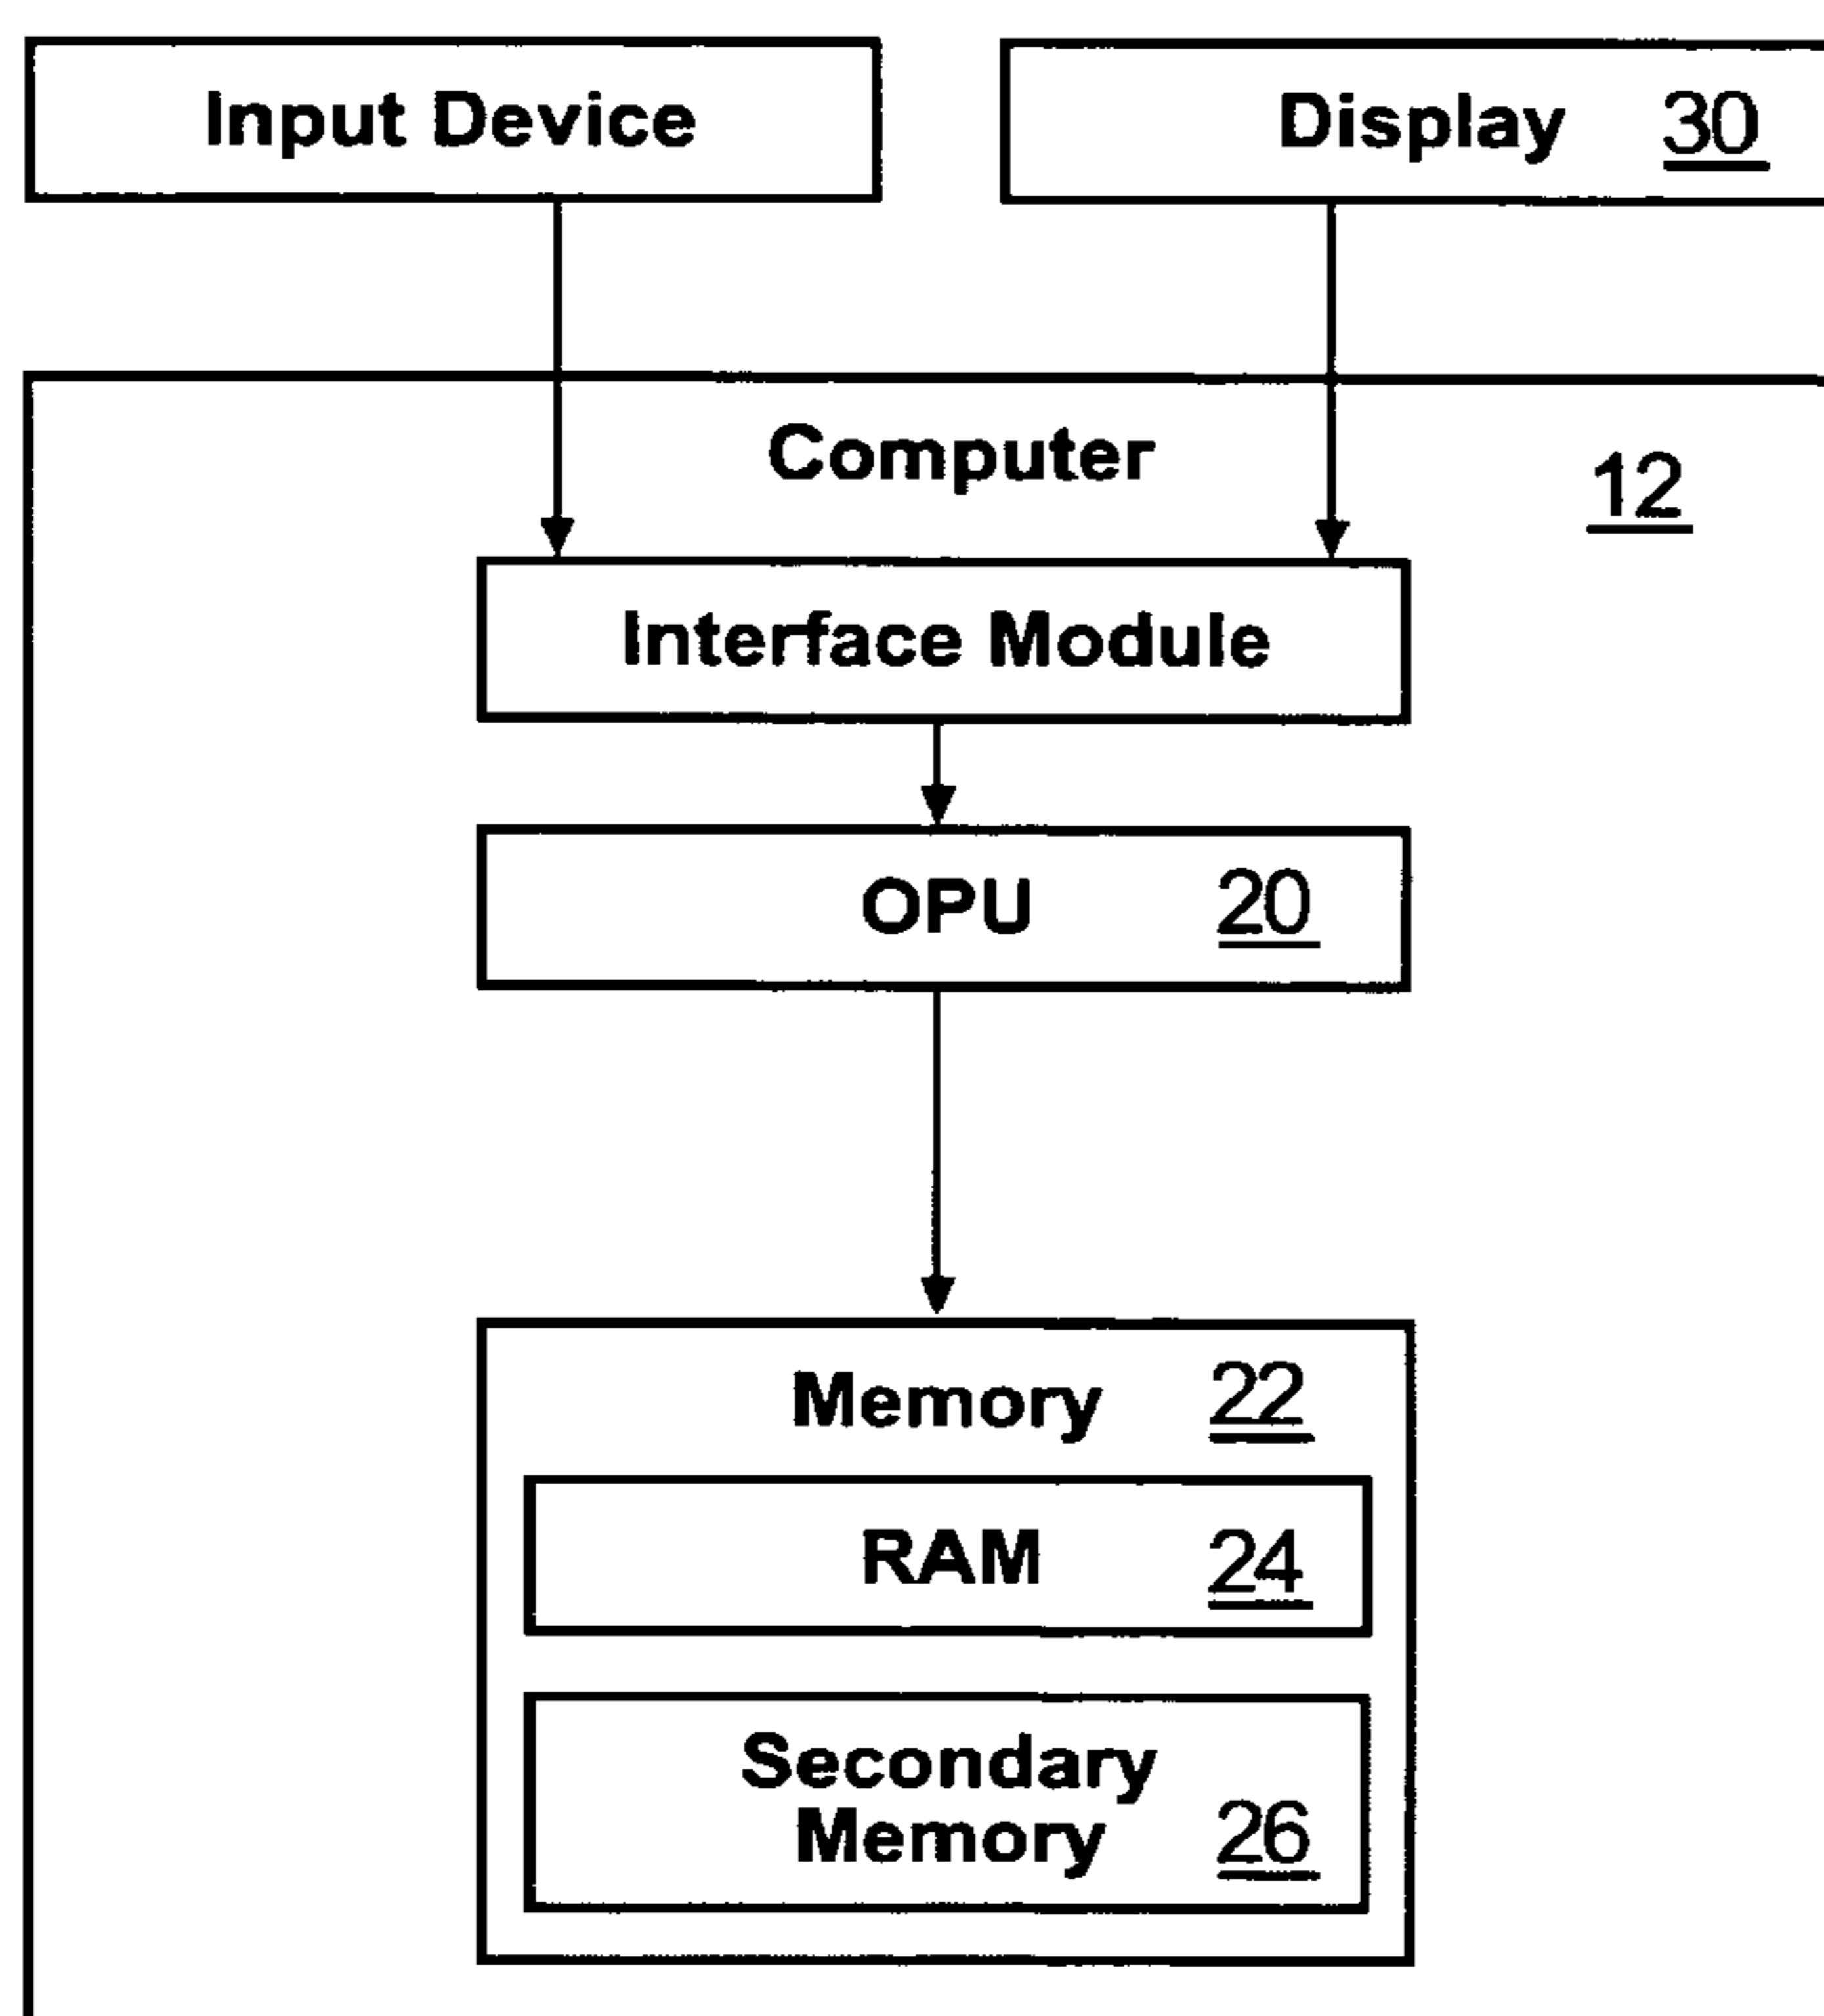 Input Device
Display 30
Computer
12
Interface Module
OPU 20
Memory 22
RAM 24
Secondary
Memory 26